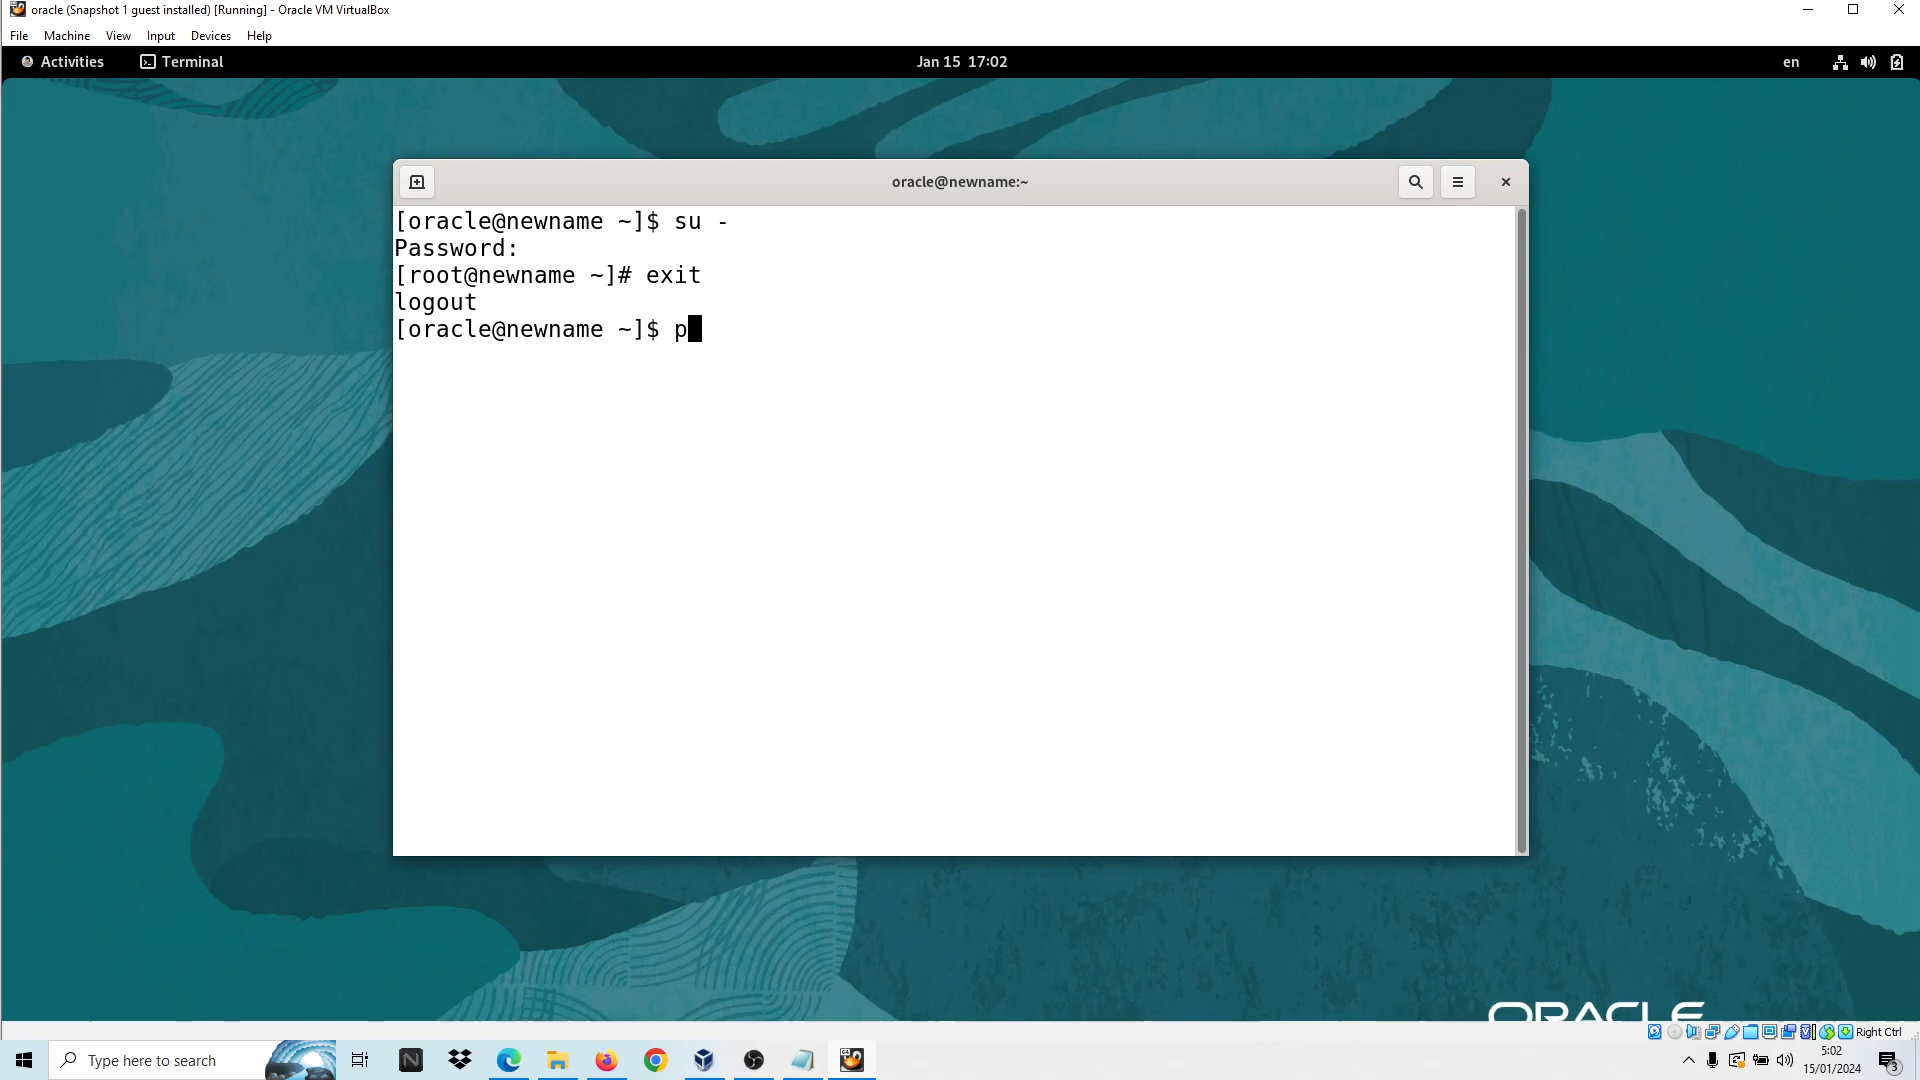 oracle (Snapshot 1 guest installed) [Running] - Oracle VM VirtualBox
File Machine View Input Devices Help
Activities Terminal Jan 15 17:02 en
oracle@newname:~
[oracle@newname ~]$ su -
Password:
[root@newname ~]# exit
logout
[oracle@newname ~]$ p
ORACLE
Right Ctrl
Type here to search
5:02
15/01/2024
3